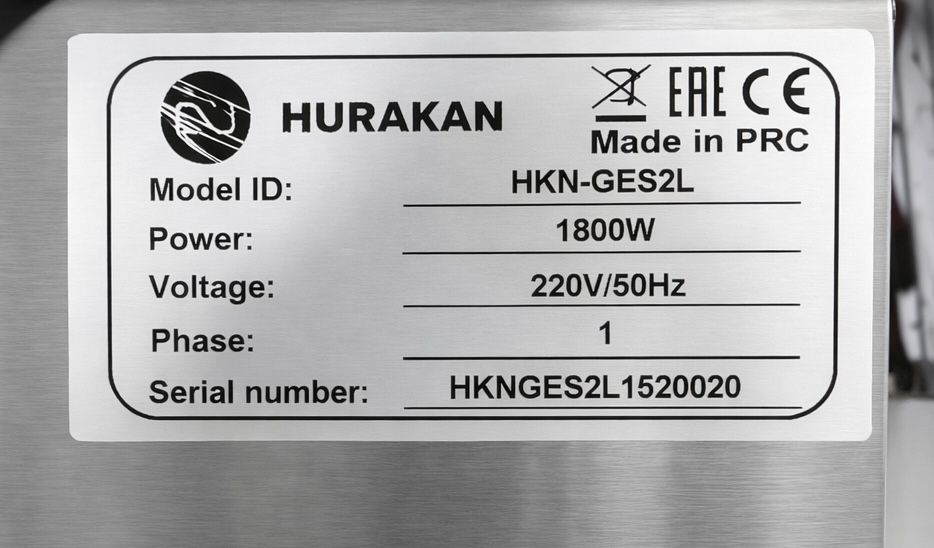 HURAKAN
EAC CE
Made in PRC
Model ID: HKN-GES2L
Power: 1800W
Voltage: 220V/50Hz
Phase: 1
Serial number: HKNGES2L1520020